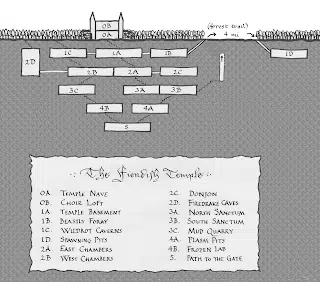 (forest trail)
4 mi
0B
0A
1C
1A
1B
1D
2D
2B
2A
2C
3C
3A
3B
4B
4A
5
The Fiendish Temple
0A Temple Nave
0B. Choir Loft
1A Temple Basement
1B. Beastly Foray
1C Wildrot Caverns
1D Spawning Pits
2A East Chambers
2B West Chambers
2C. Donjon
2D. Firedrake Caves
3A. North Sanctum
3B. South Sanctum
3C Mud Quarry
4A Plasm Pits
4B. Frozen Lab
5. Path to the Gate